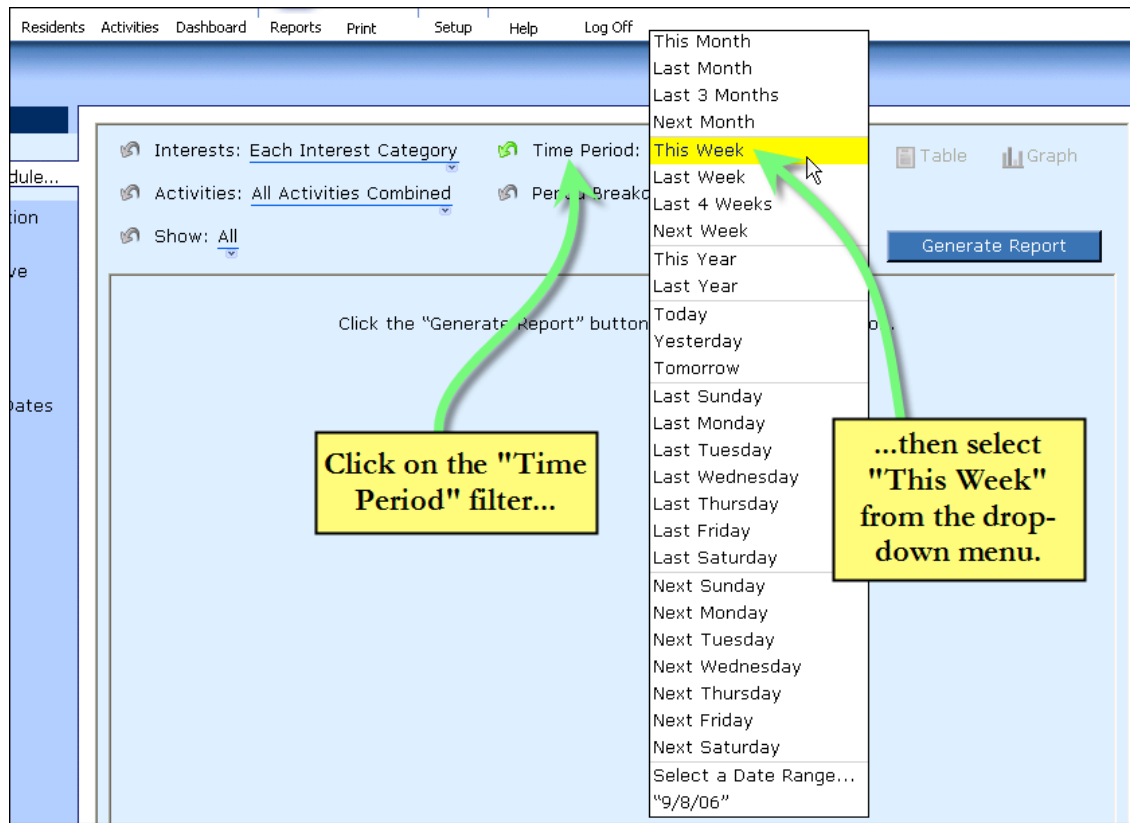 Residents Activities Dashboard Reports Print Setup Help Log Off
This Month
Last Month
Last 3 Months
Next Month
Interests: Each Interest Category
Time Period:
This Week
Table
Graph
dule...
Activities: All Activities Combined
Last Week
Last 4 Weeks
tion
Show: All
Next Week
Generate Report
ve
This Year
Last Year
Click the “Generate Report” button
Today
Yesterday
Tomorrow
Dates
Last Sunday
Last Monday
Last Tuesday
Last Wednesday
Last Thursday
Last Friday
Last Saturday
Next Sunday
Next Monday
Next Tuesday
Next Wednesday
Next Thursday
Next Friday
Next Saturday
Select a Date Range...
“9/8/06”
Click on the "Time
Period" filter...
...then select
"This Week"
from the drop-
down menu.